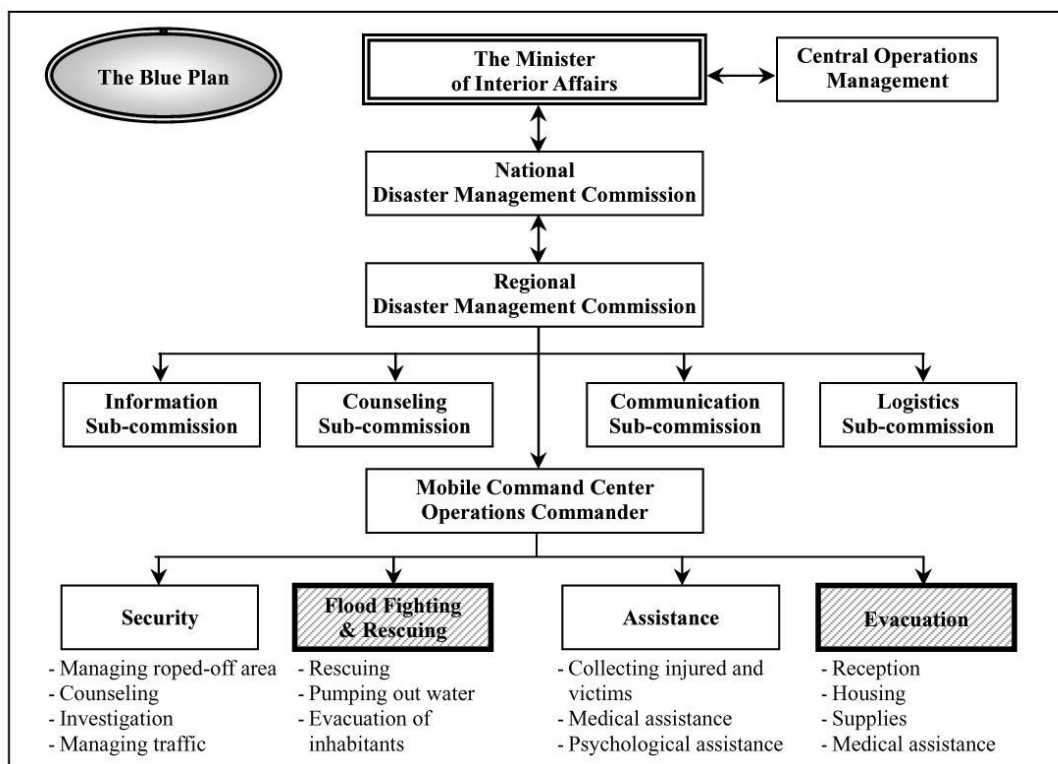 The Blue Plan
The Minister
of Interior Affairs
Central Operations
Management
National
Disaster Management Commission
Regional
Disaster Management Commission
Information
Sub-commission
Counseling
Sub-commission
Communication
Sub-commission
Logistics
Sub-commission
Mobile Command Center
Operations Commander
Security
- Managing roped-off area
- Counseling
- Investigation
- Managing traffic
Flood Fighting
& Rescuing
- Rescuing
- Pumping out water
- Evacuation of
inhabitants
Assistance
- Collecting injured and
victims
- Medical assistance
- Psychological assistance
Evacuation
- Reception
- Housing
- Supplies
- Medical assistance